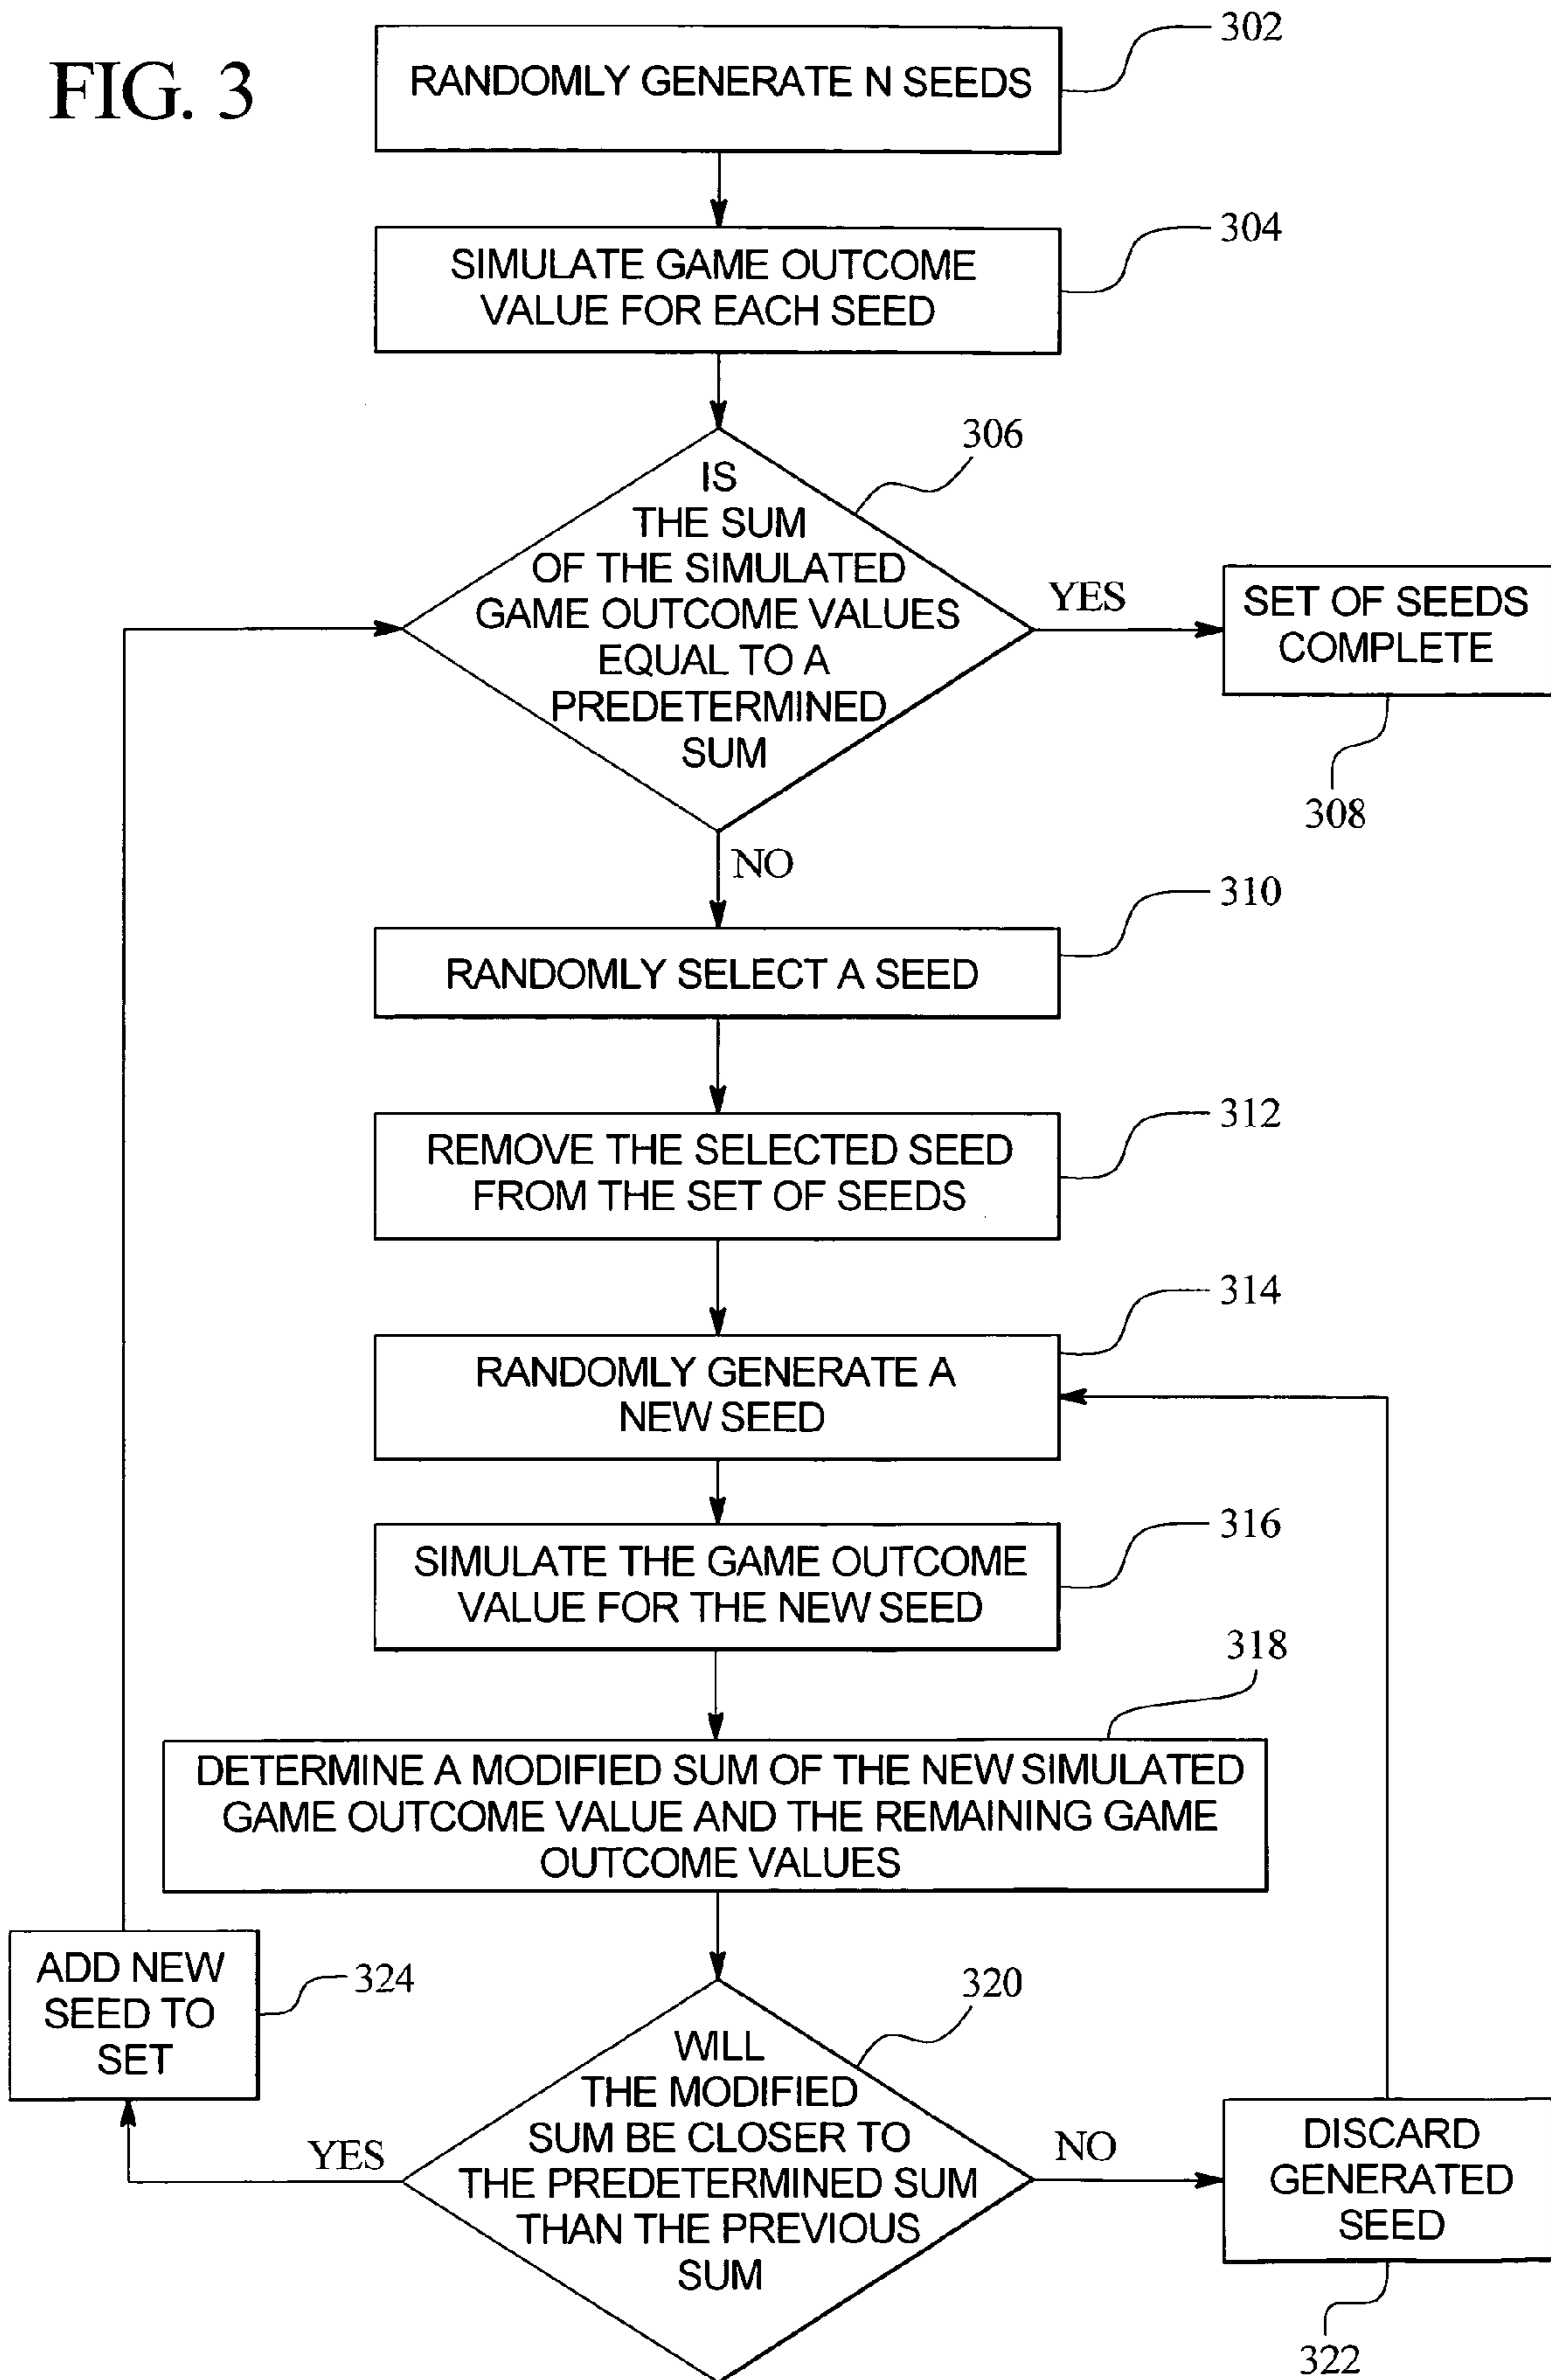 FIG. 3
302
RANDOMLY GENERATE N SEEDS
304
SIMULATE GAME OUTCOME
VALUE FOR EACH SEED
306
IS
THE SUM
OF THE SIMULATED
GAME OUTCOME VALUES
EQUAL TO A
PREDETERMINED
SUM
YES
SET OF SEEDS
COMPLETE
308
NO
310
RANDOMLY SELECT A SEED
312
REMOVE THE SELECTED SEED
FROM THE SET OF SEEDS
314
RANDOMLY GENERATE A
NEW SEED
316
SIMULATE THE GAME OUTCOME
VALUE FOR THE NEW SEED
318
DETERMINE A MODIFIED SUM OF THE NEW SIMULATED
GAME OUTCOME VALUE AND THE REMAINING GAME
OUTCOME VALUES
ADD NEW
SEED TO
SET
324
320
WILL
THE MODIFIED
SUM BE CLOSER TO
THE PREDETERMINED SUM
THAN THE PREVIOUS
SUM
YES
NO
DISCARD
GENERATED
SEED
322